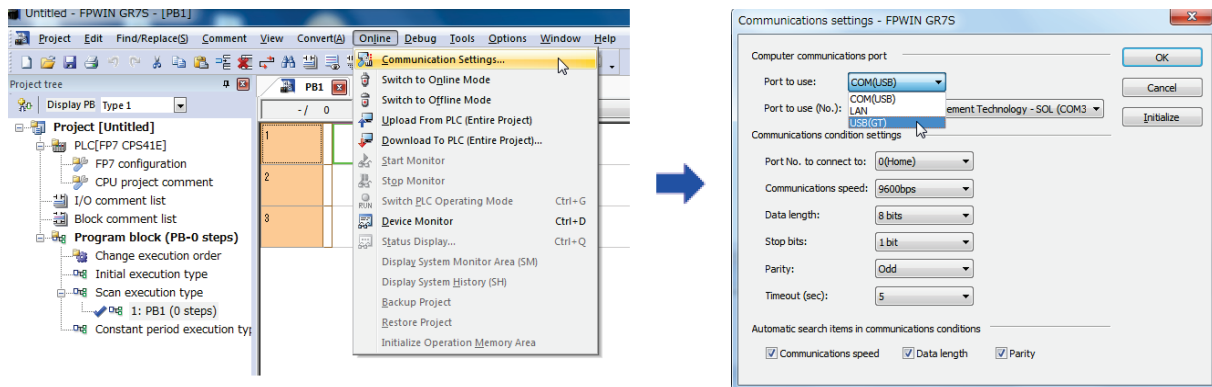 Untitled - FPWIN GR7S - [PB1]
Project Edit Find/Replace(S) Comment View Convert(A) Online Debug Tools Options Window Help
Project tree
Display PB Type 1
Project [Untitled]
PLC[FP7 CPS41E]
FP7 configuration
CPU project comment
I/O comment list
Block comment list
Program block (PB-0 steps)
Change execution order
Initial execution type
Scan execution type
1: PB1 (0 steps)
Constant period execution typ
PB1
-/ 0
1
2
3
Communication Settings...
Switch to Online Mode
Switch to Offline Mode
Upload From PLC (Entire Project)
Download To PLC (Entire Project)...
Start Monitor
Stop Monitor
RUN Switch PLC Operating Mode Ctrl+G
Device Monitor Ctrl+D
Status Display... Ctrl+Q
Display System Monitor Area (SM)
Display System History (SH)
Backup Project
Restore Project
Initialize Operation Memory Area
Communications settings - FPWIN GR7S
Computer communications port
Port to use: COM(USB)
COM(USB)
LAN
USB(GT)
Port to use (No.): ement Technology - SOL (COM3
OK
Cancel
Initialize
Communications condition settings
Port No. to connect to: 0(Home)
Communications speed: 9600bps
Data length: 8 bits
Stop bits: 1 bit
Parity: Odd
Timeout (sec): 5
Automatic search items in communications conditions
Communications speed Data length Parity